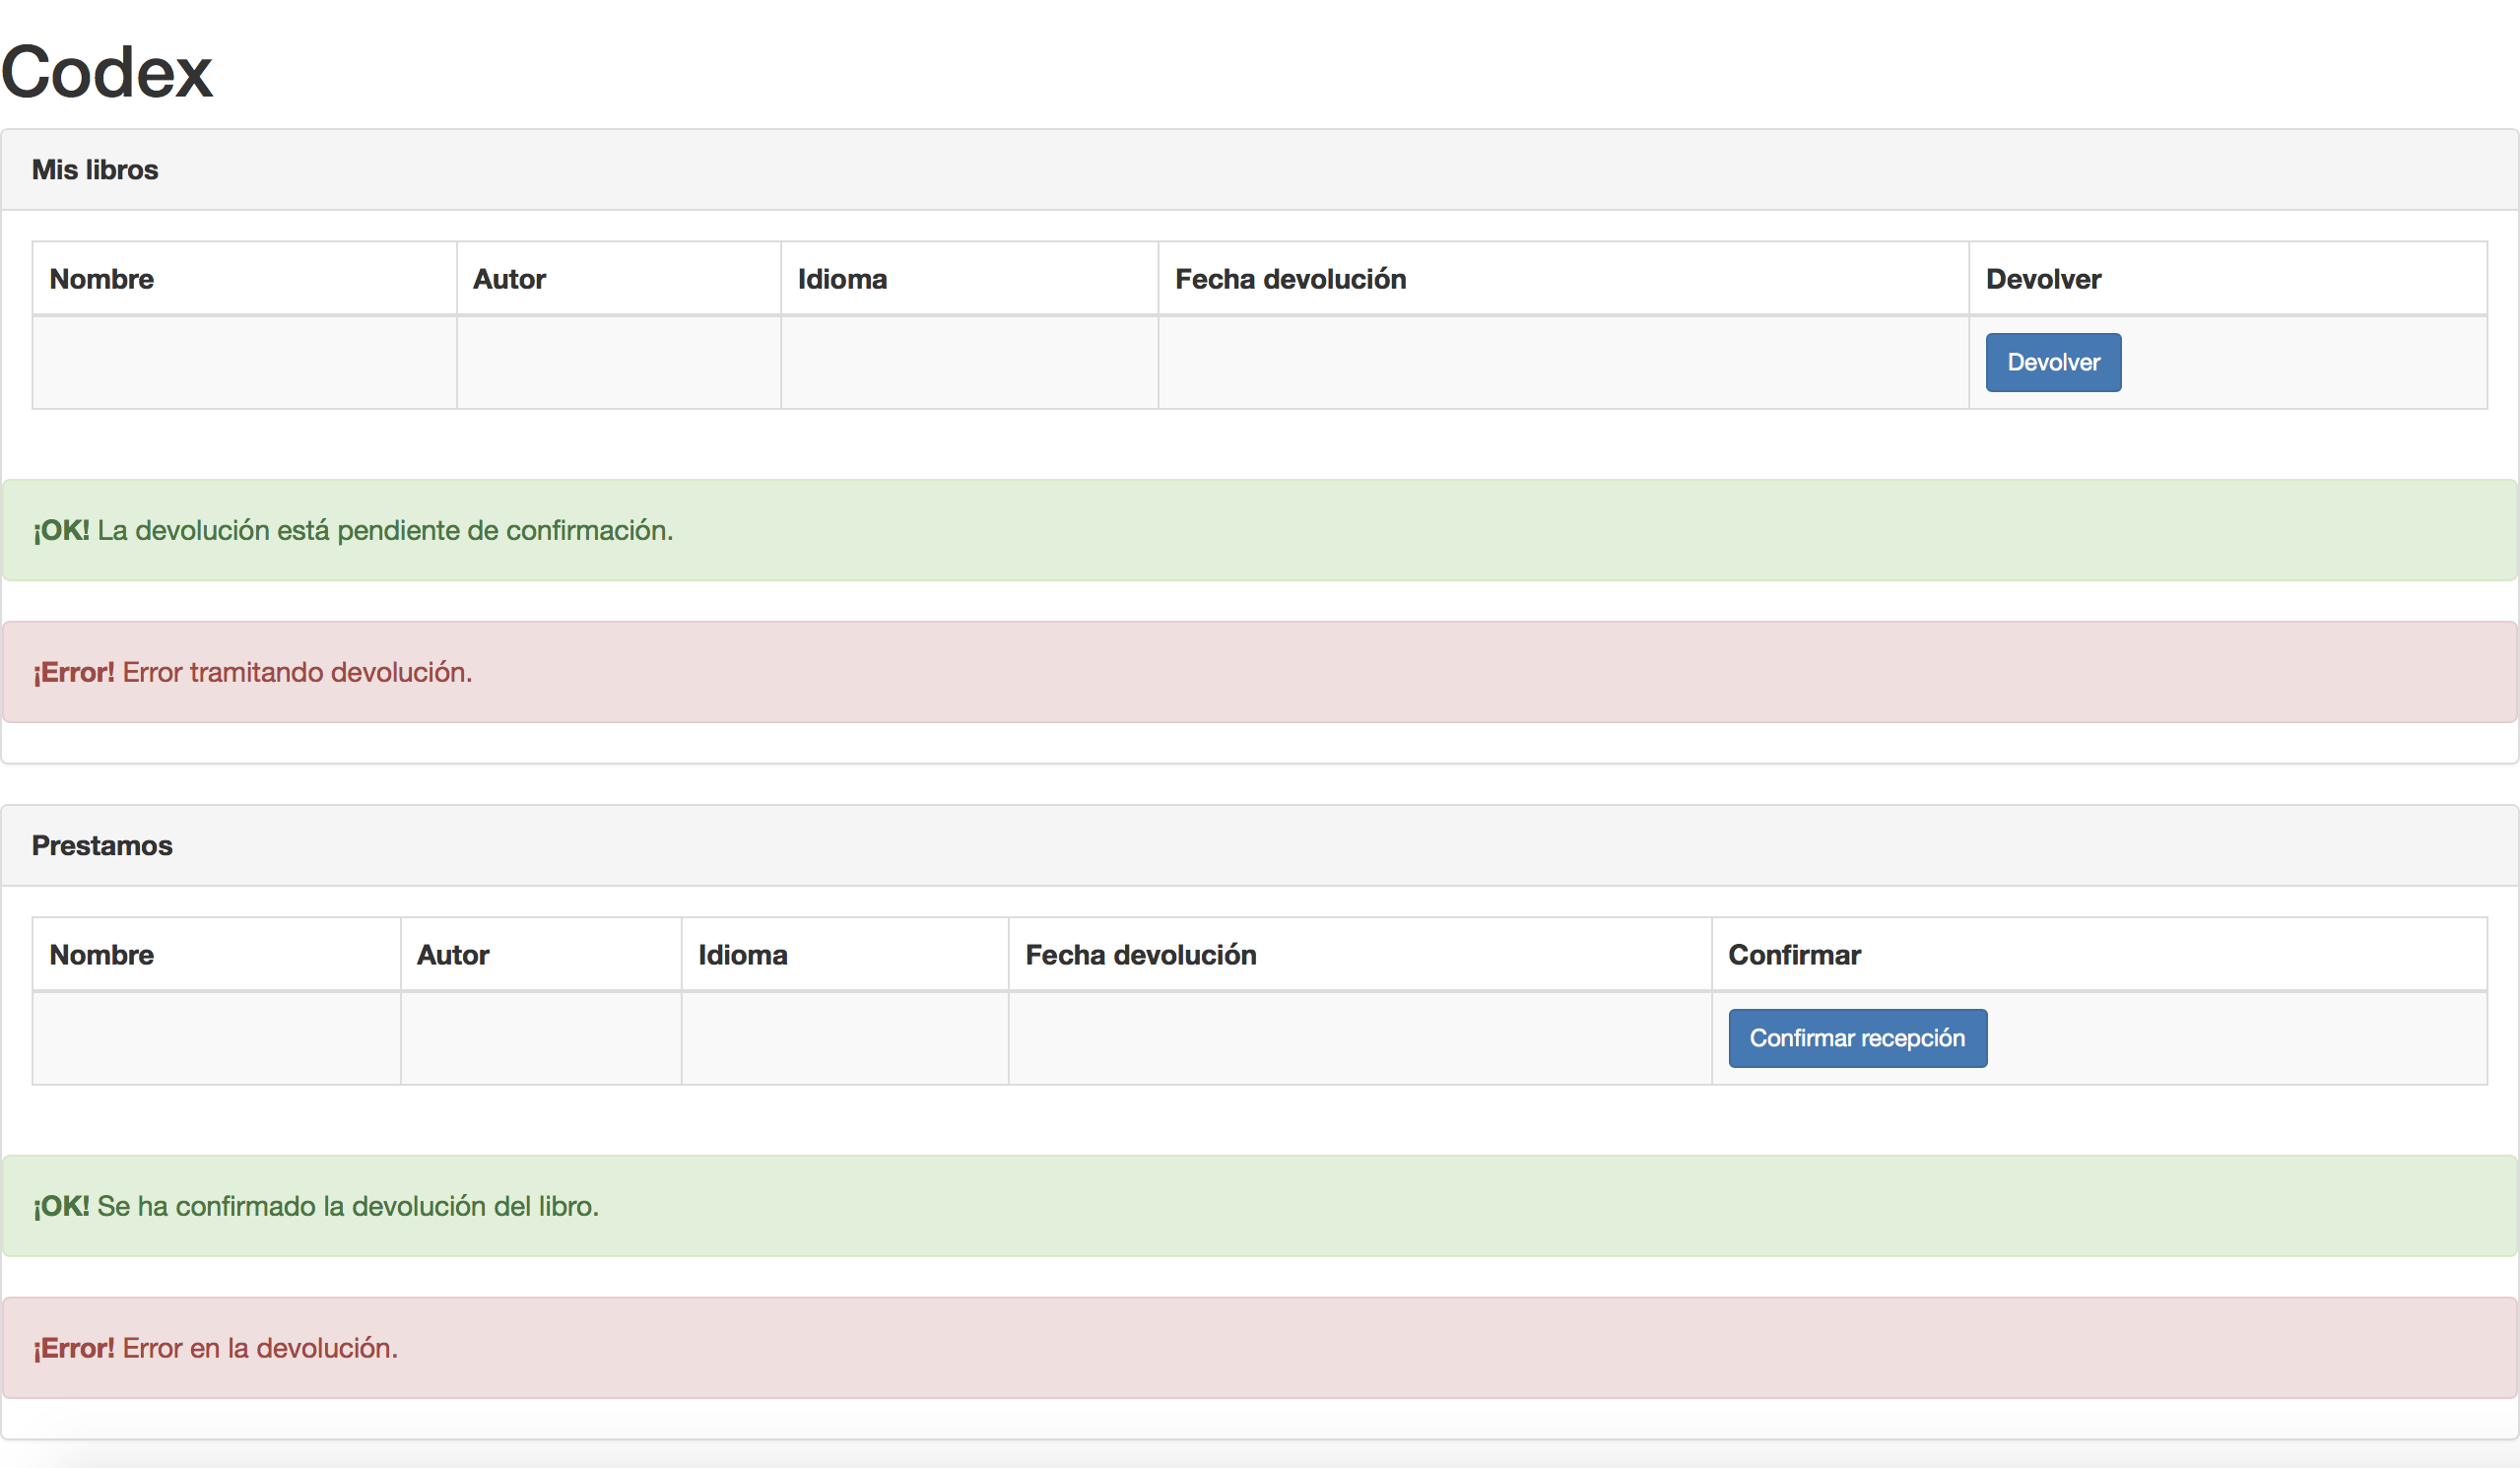 Codex
Mis libros
Nombre Autor Idioma Fecha devolución Devolver
Devolver
¡OK! La devolución está pendiente de confirmación.
¡Error! Error tramitando devolución.
Prestamos
Nombre Autor Idioma Fecha devolución Confirmar
Confirmar recepción
¡OK! Se ha confirmado la devolución del libro.
¡Error! Error en la devolución.